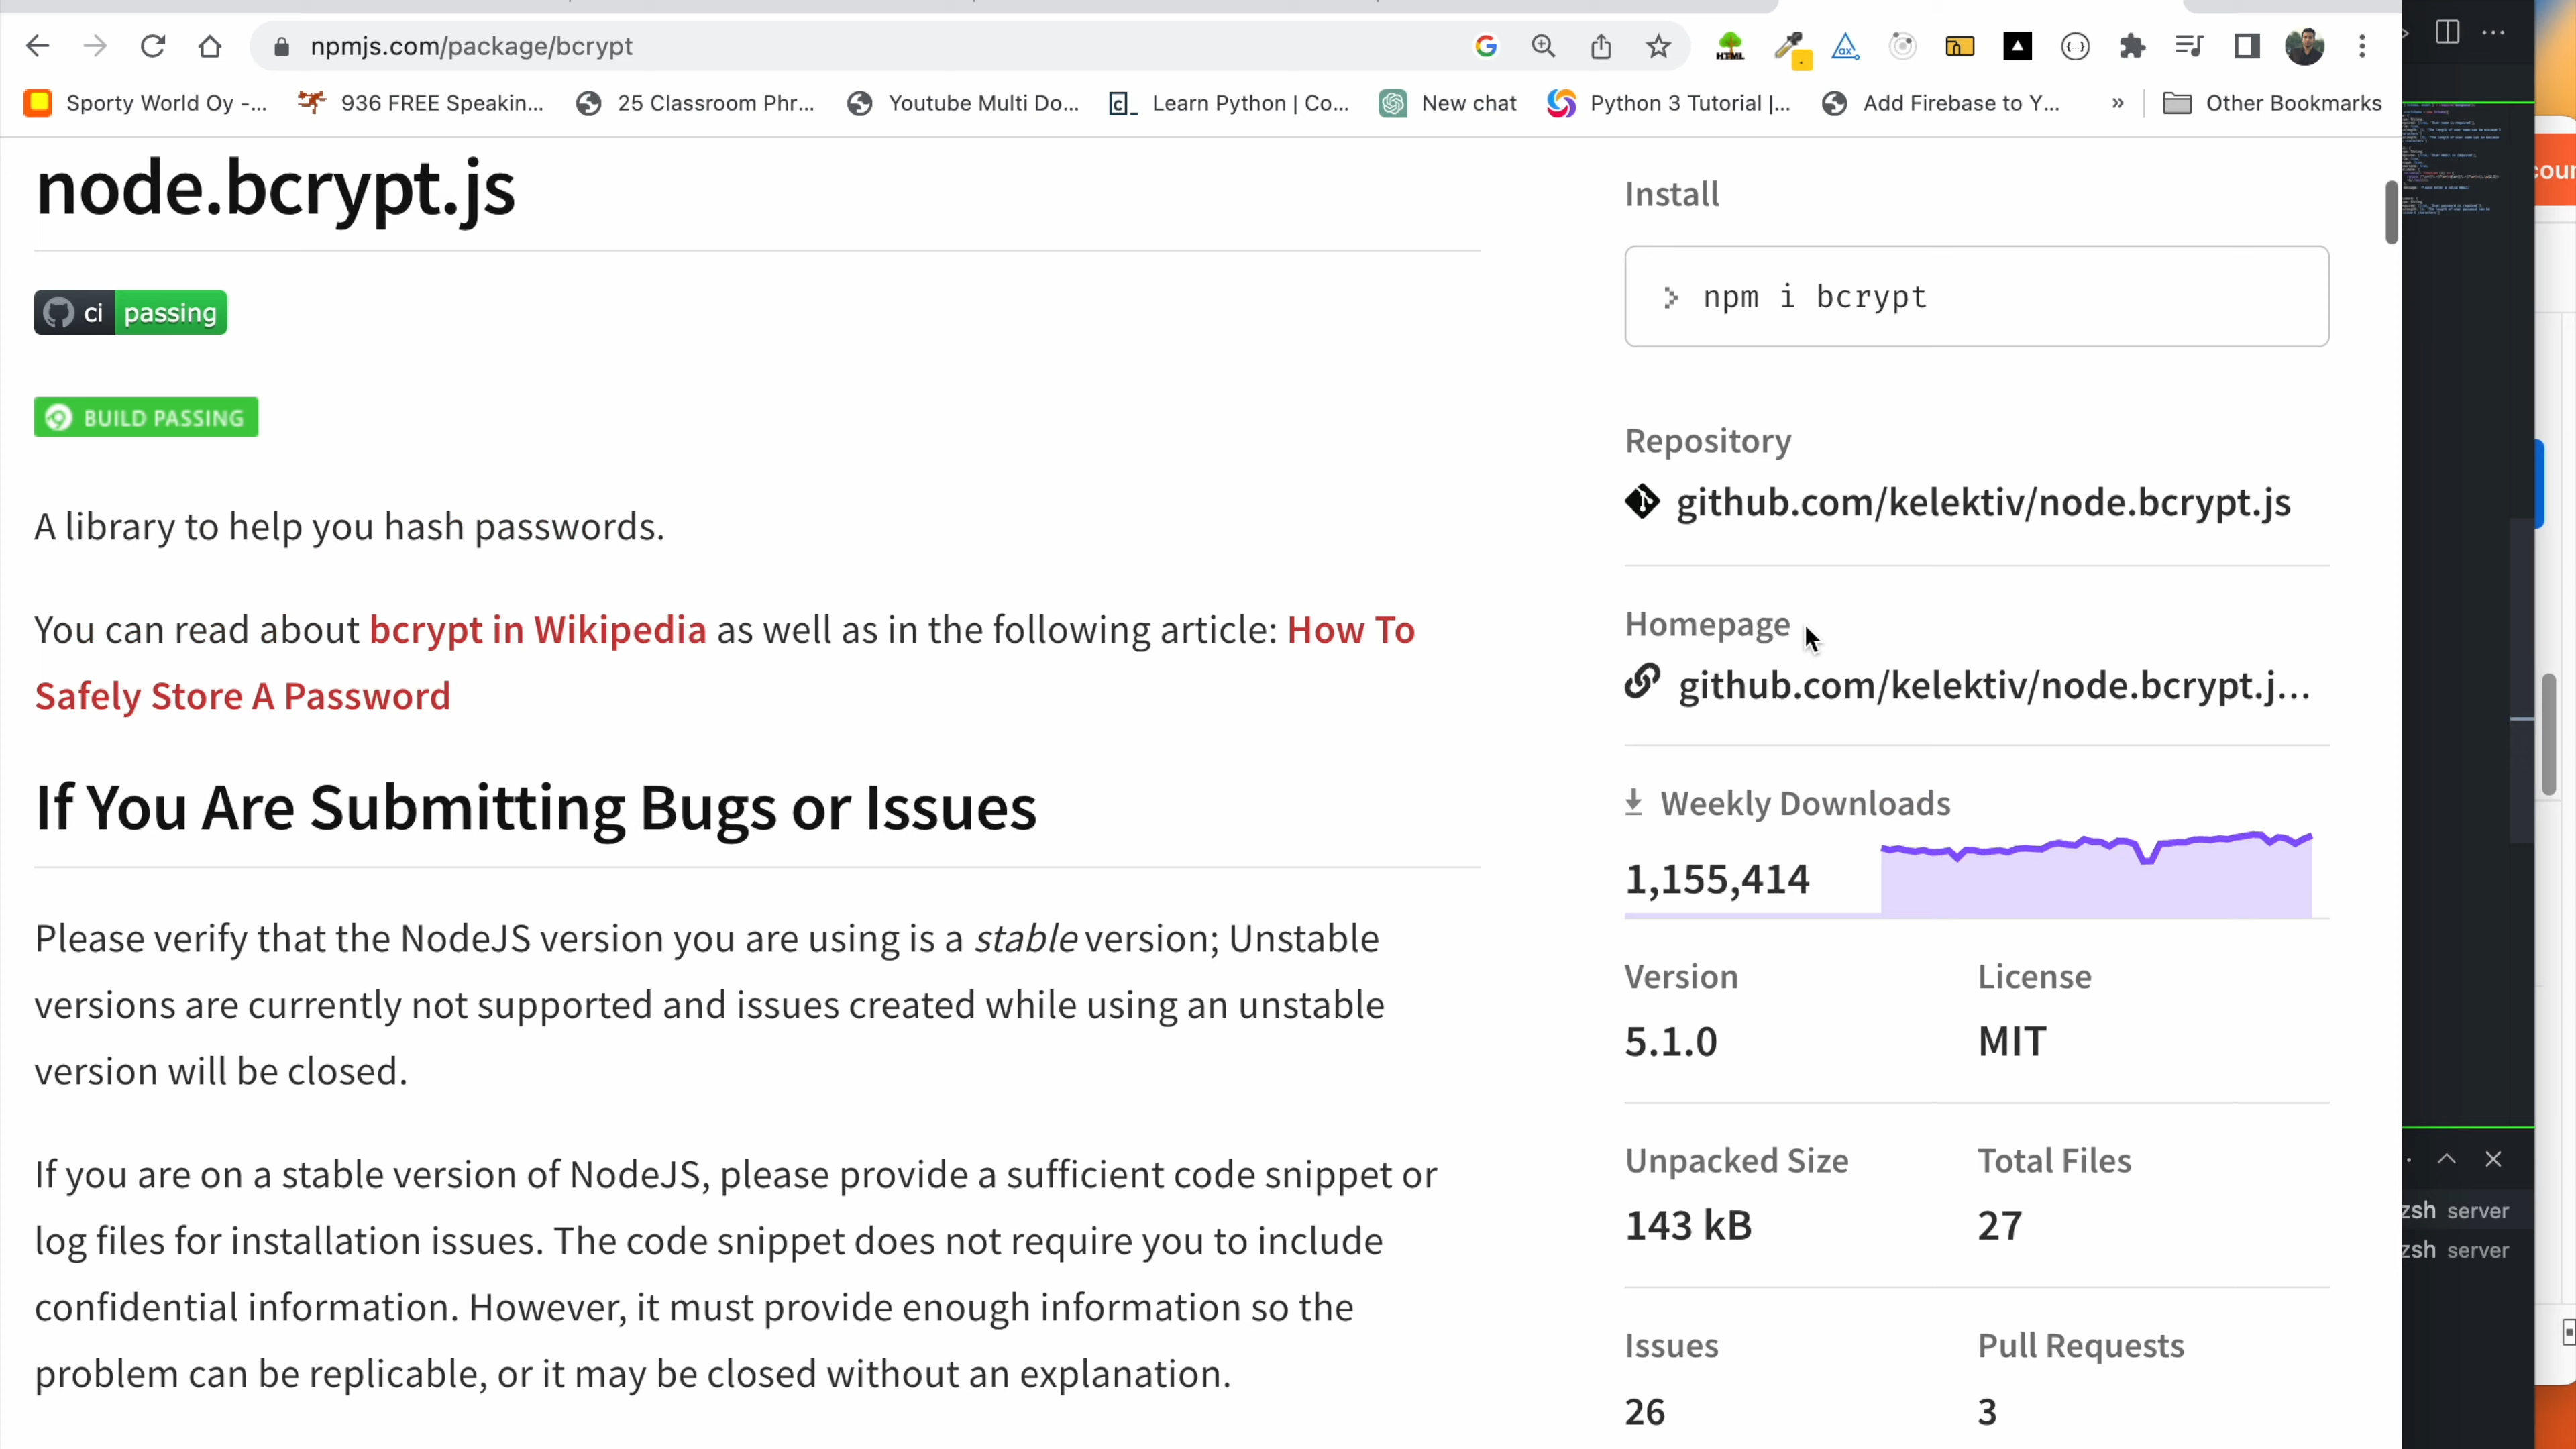 npmjs.com/package/bcrypt
Sporty World Oy -...
936 FREE Speakin...
25 Classroom Phr...
Youtube Multi Do...
Learn Python | Co...
New chat
Python 3 Tutorial |...
Add Firebase to Y...
»
Other Bookmarks
node.bcrypt.js
ci passing
BUILD PASSING
A library to help you hash passwords.
You can read about bcrypt in Wikipedia as well as in the following article: How To
Safely Store A Password
If You Are Submitting Bugs or Issues
Please verify that the NodeJS version you are using is a stable version; Unstable
versions are currently not supported and issues created while using an unstable
version will be closed.
If you are on a stable version of NodeJS, please provide a sufficient code snippet or
log files for installation issues. The code snippet does not require you to include
confidential information. However, it must provide enough information so the
problem can be replicable, or it may be closed without an explanation.
Install
> npm i bcrypt
Repository
github.com/kelektiv/node.bcrypt.js
Homepage
github.com/kelektiv/node.bcrypt.j...
Weekly Downloads
1,155,414
Version
License
5.1.0
MIT
Unpacked Size
Total Files
143 kB
27
Issues
Pull Requests
26
3
zsh server
zsh server